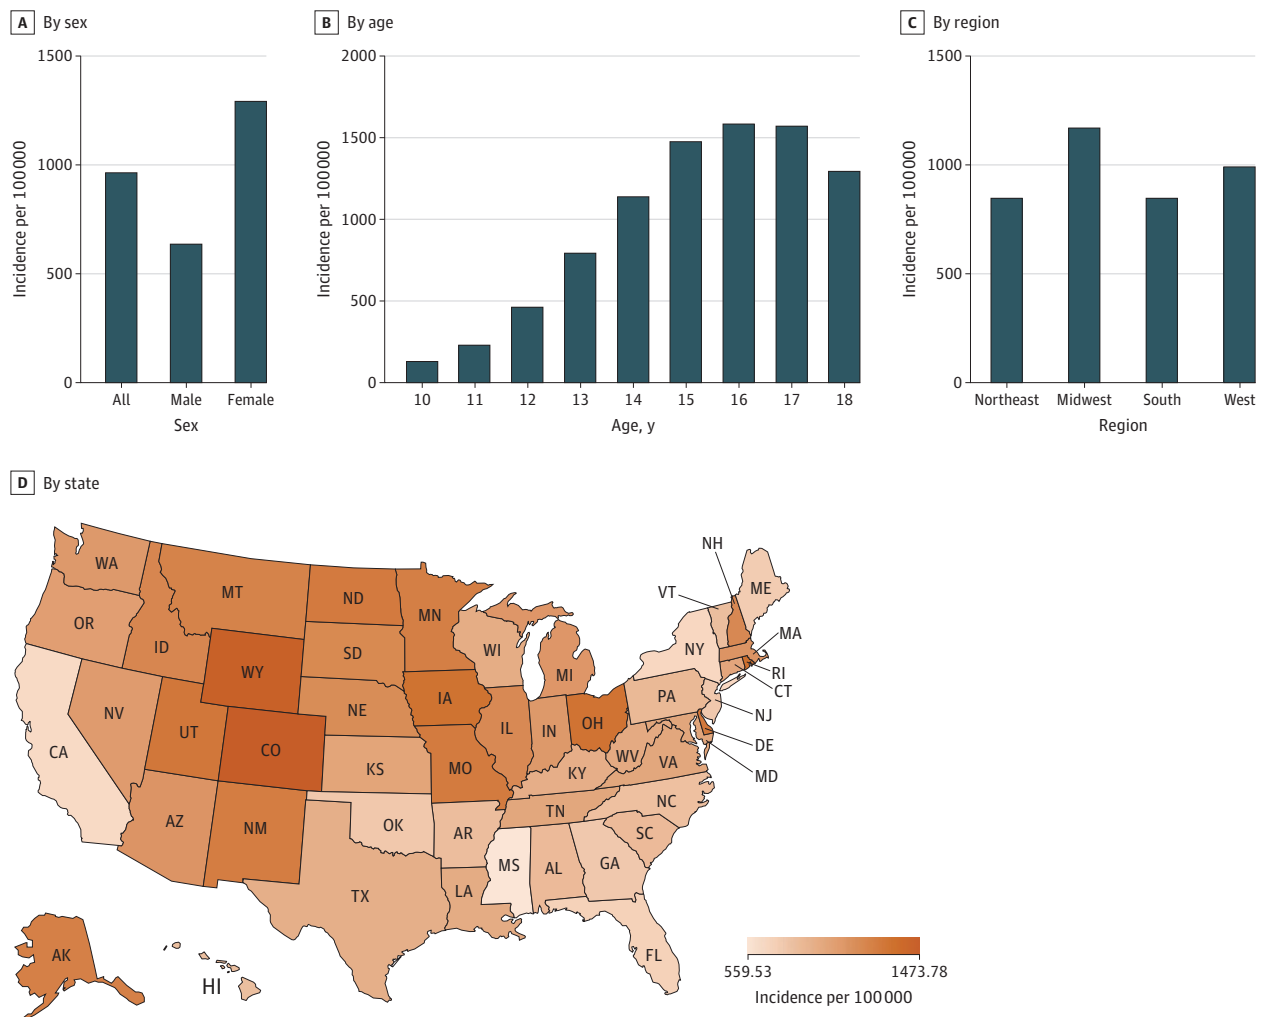 A By sex
1500
1000
500
0
Incidence per 100 000
All Male Female
Sex
B By age
2000
1500
1000
500
0
Incidence per 100 000
10 11 12 13 14 15 16 17 18
Age, y
C By region
1500
1000
500
0
Incidence per 100 000
Northeast Midwest South West
Region
D By state
WA
OR
CA
NV
ID
MT
WY
UT
CO
AZ
NM
ND
SD
NE
KS
OK
TX
MN
IA
MO
AR
LA
WI
IL
MI
IN
OH
KY
TN
MS
AL
GA
FL
SC
NC
VA
WV
PA
NY
VT
NH
ME
MA
RI
CT
NJ
DE
MD
AK
HI
559.53 1473.78
Incidence per 100 000